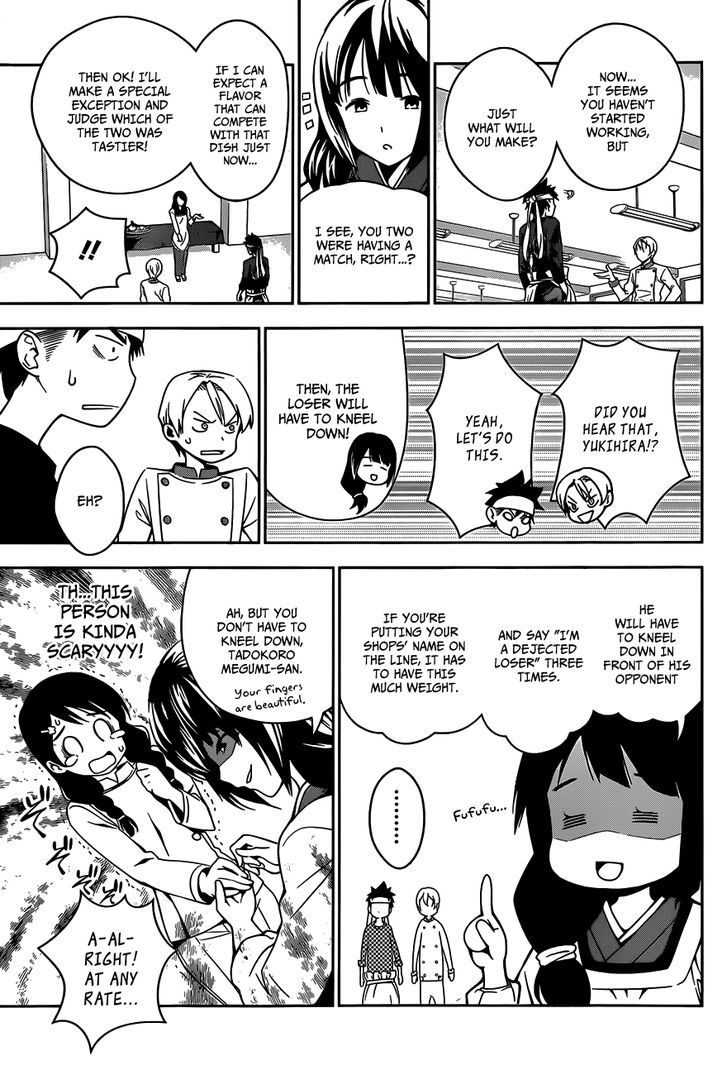 NOW...
IT SEEMS
YOU HAVEN'T
STARTED
WORKING,
BUT
JUST
WHAT WILL
YOU MAKE?
I SEE, YOU TWO
WERE HAVING A
MATCH, RIGHT...?
IF I CAN
EXPECT A
FLAVOR
THAT CAN
COMPETE
WITH THAT
DISH JUST
NOW...
THEN OK! I'LL
MAKE A SPECIAL
EXCEPTION AND
JUDGE WHICH OF
THE TWO WAS
TASTIER!
!!
DID YOU
HEAR THAT,
YUKIHIRA!?
YEAH,
LET'S DO
THIS.
THEN, THE
LOSER WILL
HAVE TO KNEEL
DOWN!
EH?
HE
WILL HAVE
TO KNEEL
DOWN IN
FRONT OF HIS
OPPONENT
AND SAY "I'M
A DEJECTED
LOSER" THREE
TIMES.
IF YOU'RE
PUTTING YOUR
SHOPS' NAME ON
THE LINE, IT HAS
TO HAVE THIS
MUCH WEIGHT.
FUFUFU...
.........
AH, BUT YOU
DON'T HAVE TO
KNEEL DOWN,
TADOKORO
MEGUMI-SAN.
Your fingers
are beautiful.
TH...THIS
PERSON
IS KINDA
SCARYYYY!
A-AL-
RIGHT!
AT ANY
RATE...